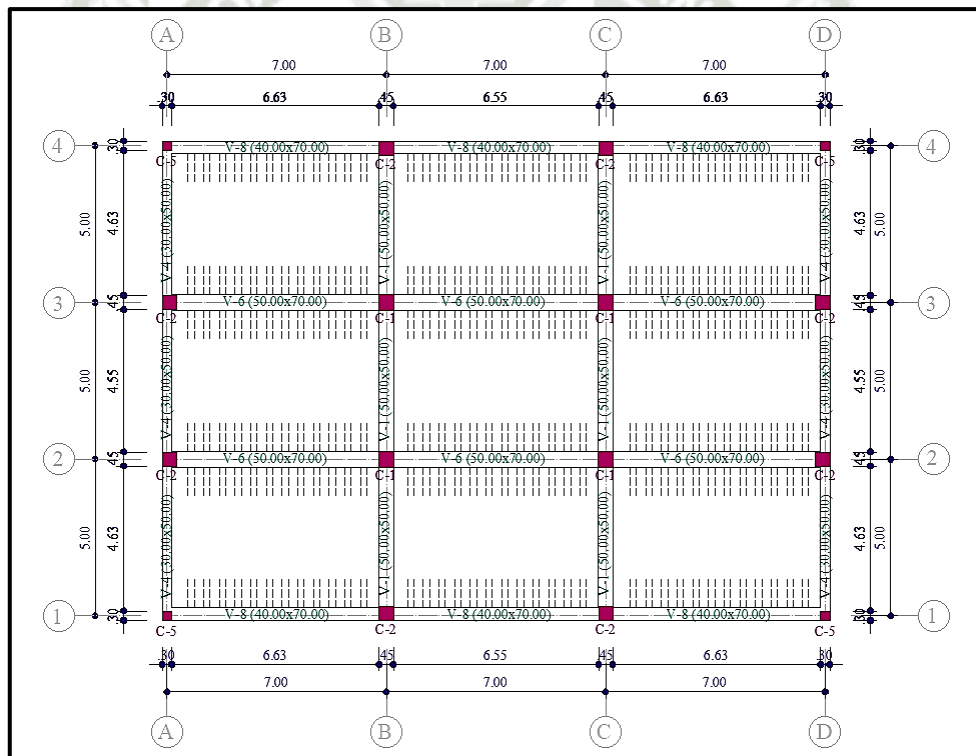 A B C D
7.00 7.00 7.00
.30 6.63 .45 6.55 .45 6.63 .30
4 .30 V-8 (40.00x70.00) V-8 (40.00x70.00) V-8 (40.00x70.00) .30 4
C-5 C-2 C-2 C-5
5.00 4.63 V-4 (30.00x50.00) V-1 (50.00x50.00) V-1 (50.00x50.00) V-4 (30.00x50.00) 4.63 5.00
3 .45 V-6 (50.00x70.00) V-6 (50.00x70.00) V-6 (50.00x70.00) .45 3
C-2 C-1 C-1 C-2
5.00 4.55 V-4 (30.00x50.00) V-1 (50.00x50.00) V-1 (50.00x50.00) V-4 (30.00x50.00) 4.55 5.00
2 .45 V-6 (50.00x70.00) V-6 (50.00x70.00) V-6 (50.00x70.00) .45 2
C-2 C-1 C-1 C-2
5.00 4.63 V-4 (30.00x50.00) V-1 (50.00x50.00) V-1 (50.00x50.00) V-4 (30.00x50.00) 4.63 5.00
1 .30 V-8 (40.00x70.00) V-8 (40.00x70.00) V-8 (40.00x70.00) .30 1
C-5 C-2 C-2 C-5
.30 6.63 .45 6.55 .45 6.63 .30
7.00 7.00 7.00
A B C D